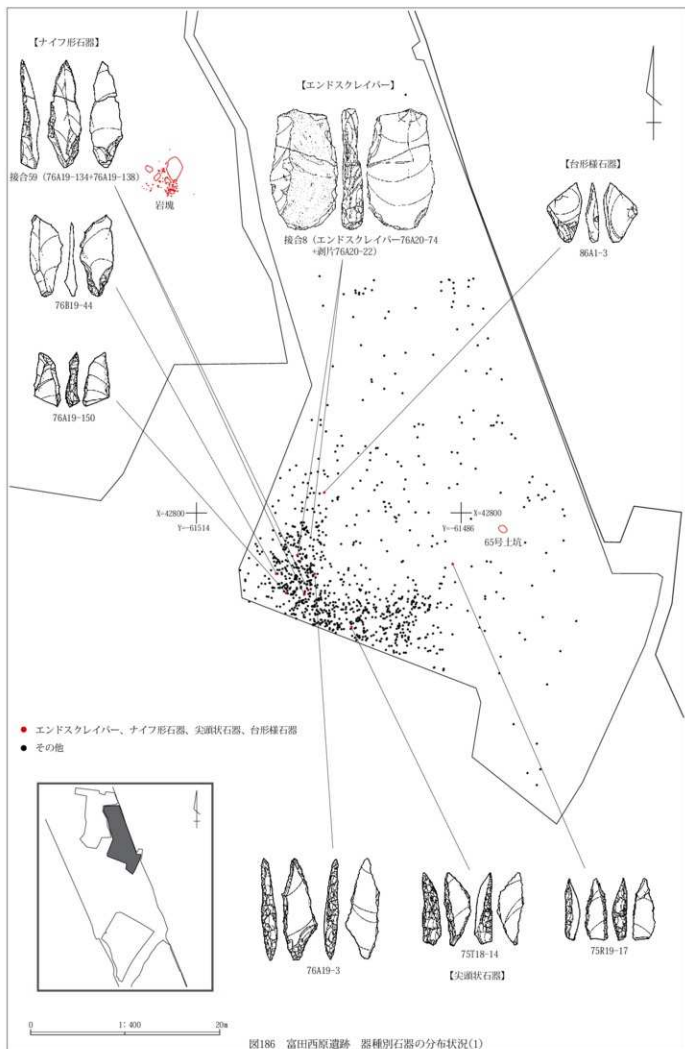 【ナイフ形石器】
接合59（76A19-134+76A19-138）
岩塊
76B19-44
76A19-150
【エンドスクレイパー】
接合8（エンドスクレイパー76A20-74
+剥片76A20-22）
【台形様石器】
86A1-3
X=42800
Y=-61514
X=42800
Y=-61486
65号土坑
● エンドスクレイパー、ナイフ形石器、尖頭状石器、台形様石器
● その他
76A19-3
75T18-14
75R19-17
【尖頭状石器】
0 1:400 20m
図186 富田西原遺跡 器種別石器の分布状況(1)